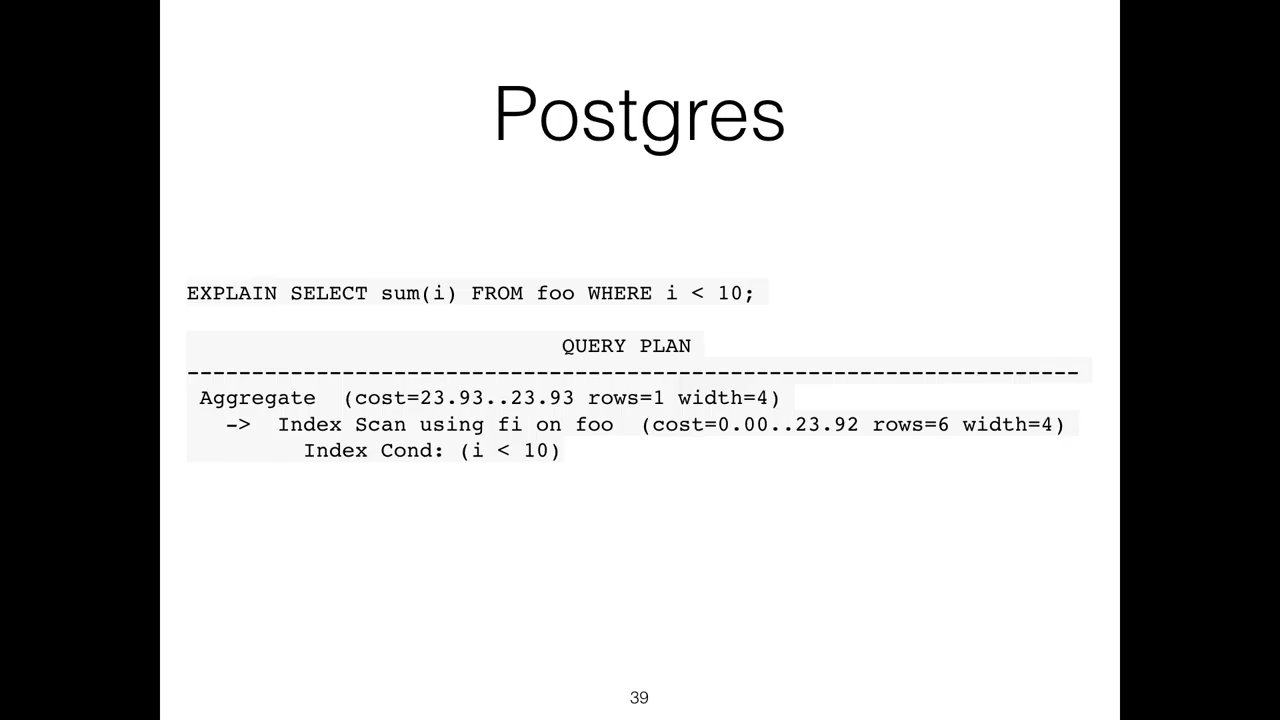 Postgres
EXPLAIN SELECT sum(i) FROM foo WHERE i < 10;
QUERY PLAN
---------------------------------------------------------------------
Aggregate  (cost=23.93..23.93 rows=1 width=4)
->  Index Scan using fi on foo  (cost=0.00..23.92 rows=6 width=4)
Index Cond: (i < 10)
39